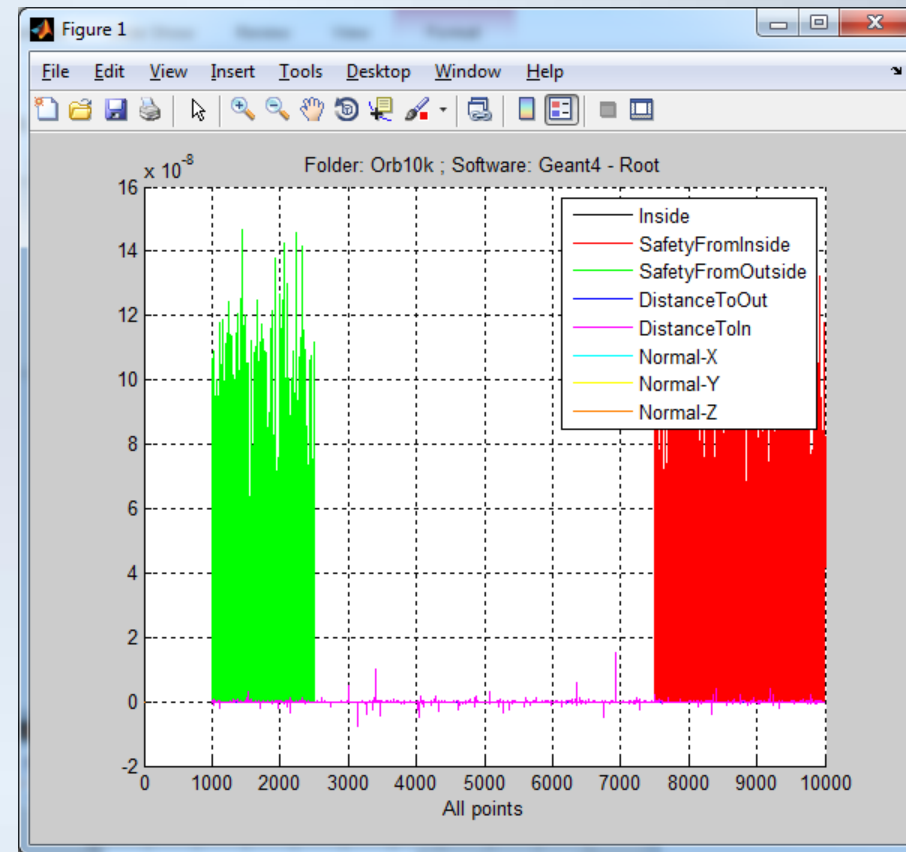 Figure 1
File Edit View Insert Tools Desktop Window Help
x 10^-8
Folder: Orb10k ; Software: Geant4 - Root
16
14
12
10
8
6
4
2
0
-2
Inside
SafetyFromInside
SafetyFromOutside
DistanceToOut
DistanceToIn
Normal-X
Normal-Y
Normal-Z
0 1000 2000 3000 4000 5000 6000 7000 8000 9000 10000
All points